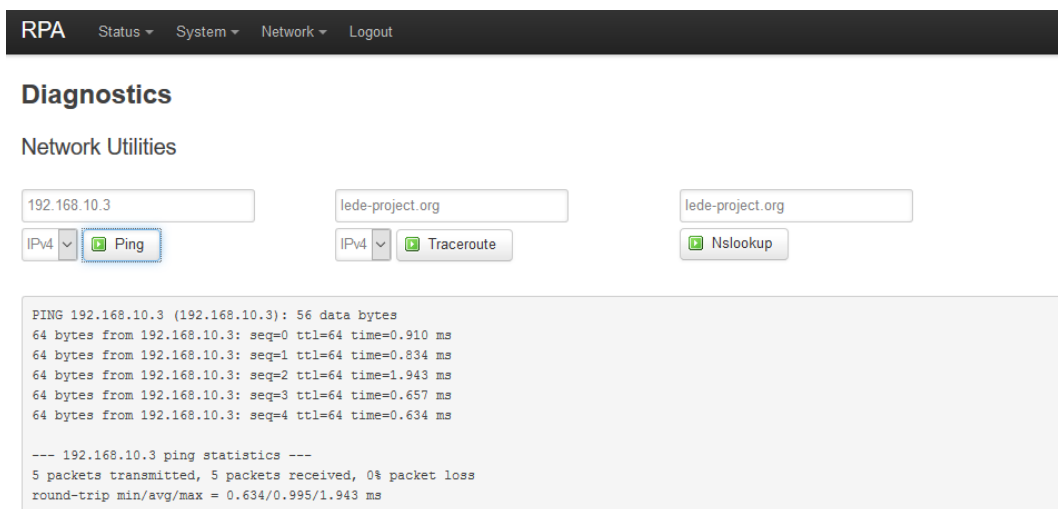 RPA Status System Network Logout
Diagnostics
Network Utilities
192.168.10.3 lede-project.org lede-project.org
IPv4 Ping IPv4 Traceroute Nslookup
PING 192.168.10.3 (192.168.10.3): 56 data bytes
64 bytes from 192.168.10.3: seq=0 ttl=64 time=0.910 ms
64 bytes from 192.168.10.3: seq=1 ttl=64 time=0.834 ms
64 bytes from 192.168.10.3: seq=2 ttl=64 time=1.943 ms
64 bytes from 192.168.10.3: seq=3 ttl=64 time=0.657 ms
64 bytes from 192.168.10.3: seq=4 ttl=64 time=0.634 ms
--- 192.168.10.3 ping statistics ---
5 packets transmitted, 5 packets received, 0% packet loss
round-trip min/avg/max = 0.634/0.995/1.943 ms